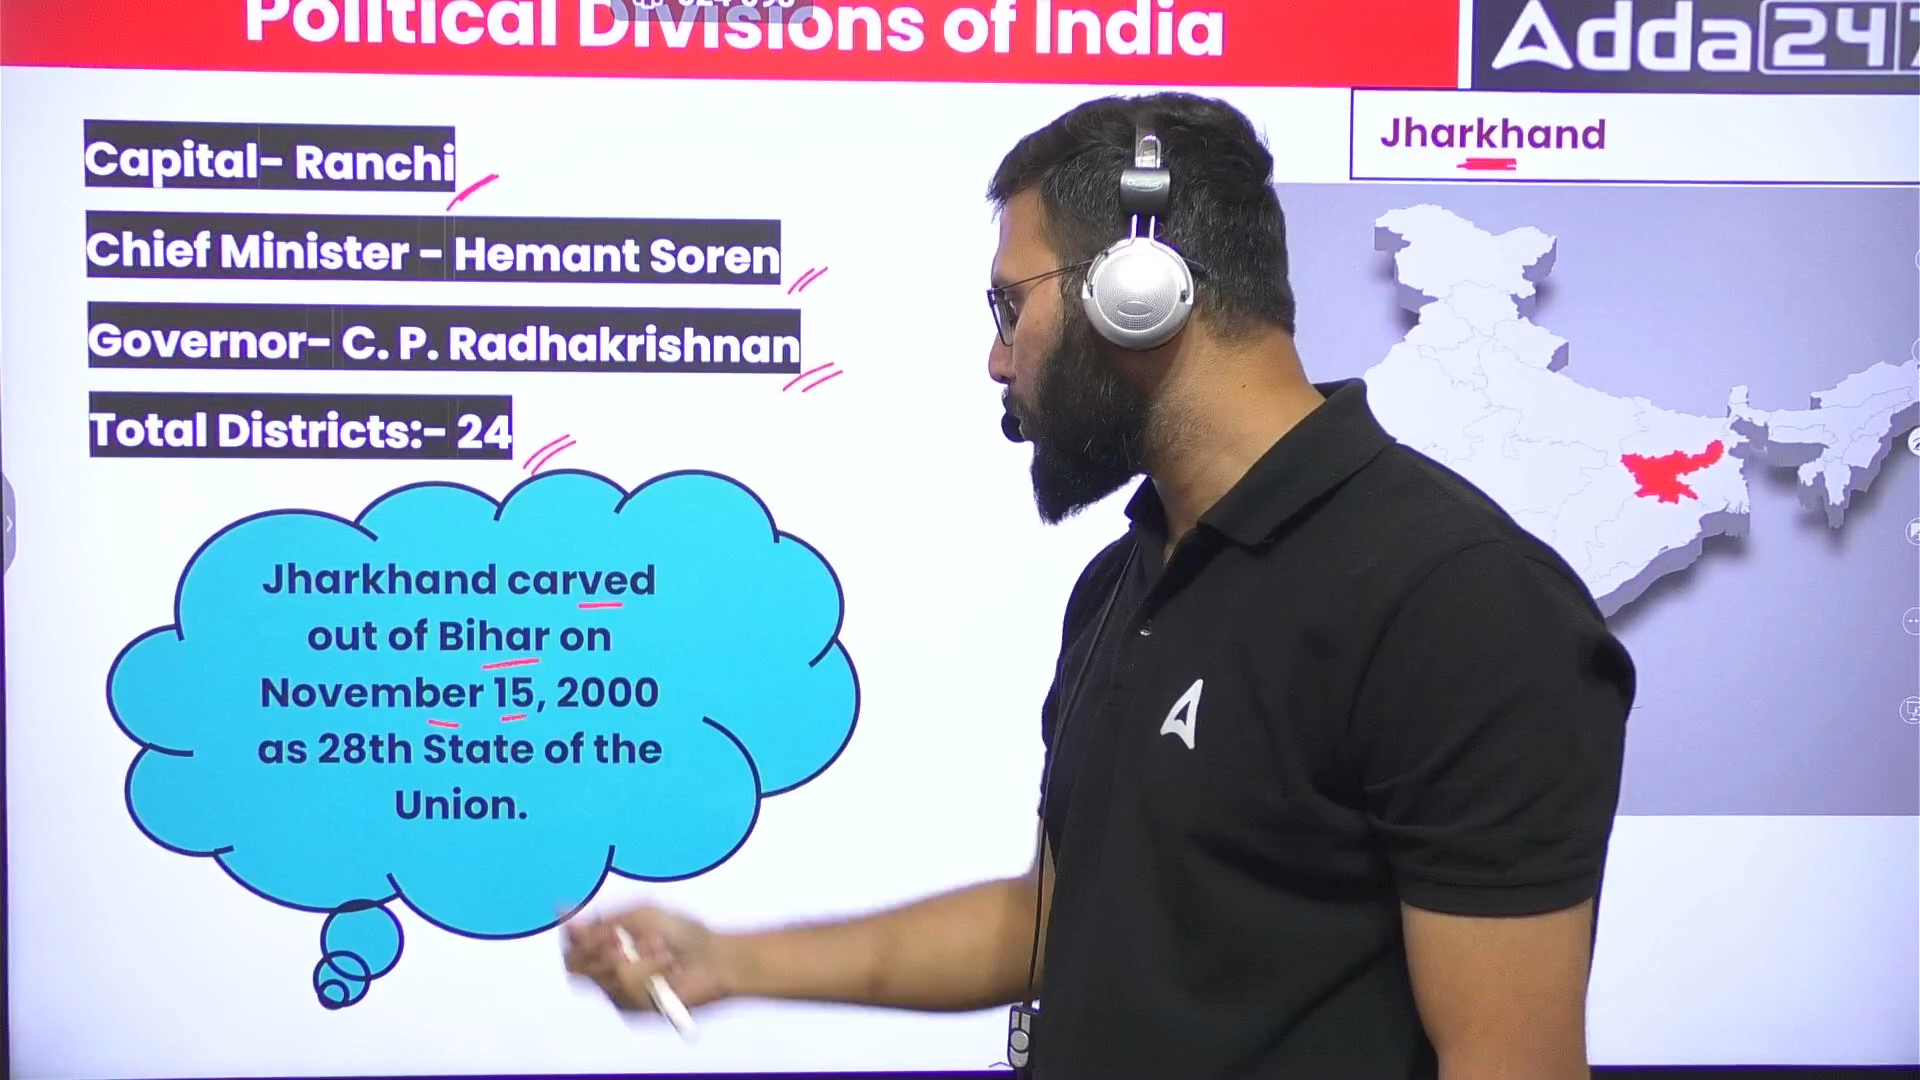 Political Divisions of India
Adda247
Jharkhand
Capital- Ranchi
Chief Minister - Hemant Soren
Governor- C. P. Radhakrishnan
Total Districts:- 24
Jharkhand carved
out of Bihar on
November 15, 2000
as 28th State of the
Union.